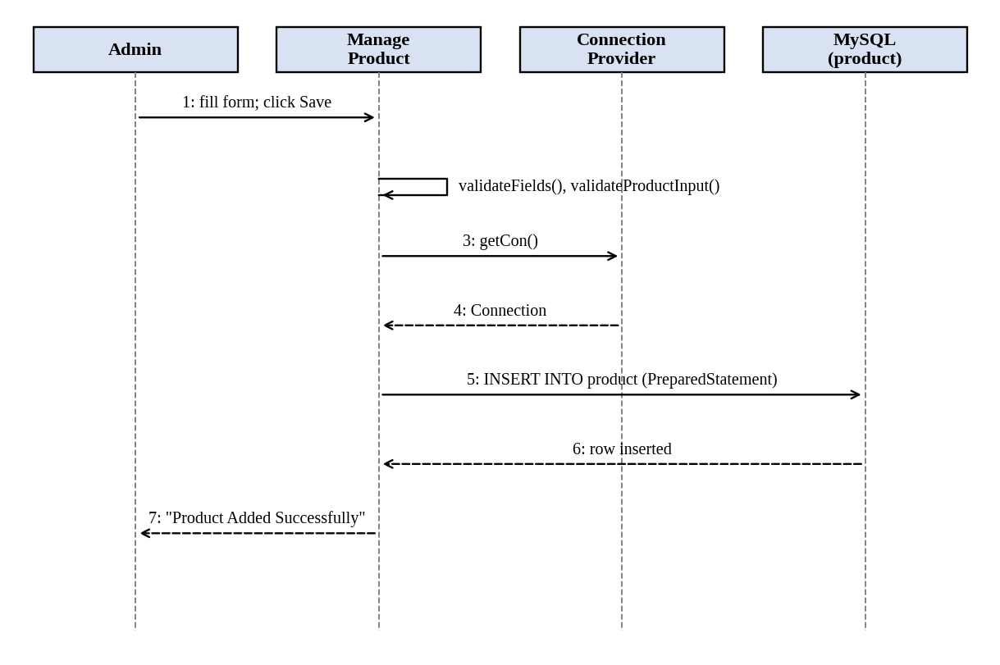 Admin
Manage
Product
Connection
Provider
MySQL
(product)
1: fill form; click Save
validateFields(), validateProductInput()
3: getCon()
4: Connection
5: INSERT INTO product (PreparedStatement)
6: row inserted
7: "Product Added Successfully"